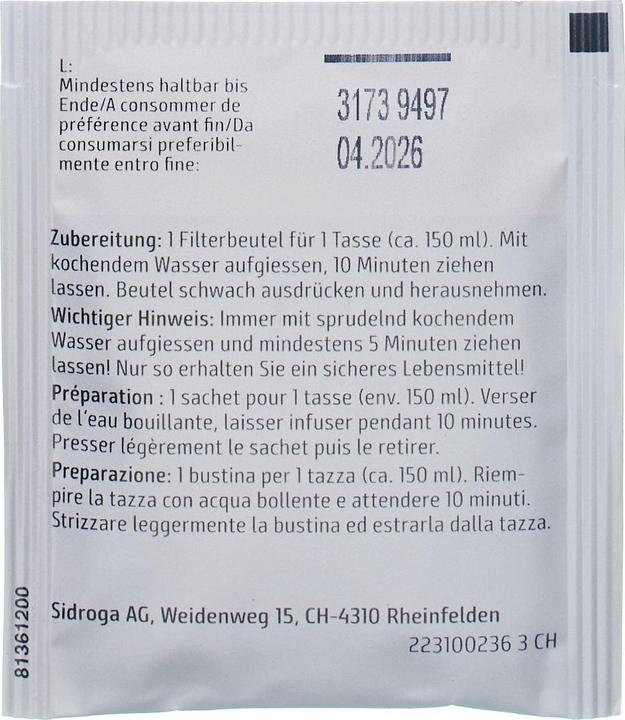 L:
Mindestens haltbar bis
Ende/A consommer de
préférence avant fin/Da
consumarsi preferibil-
mente entro fine:
3173 9497
04.2026
Zubereitung: 1 Filterbeutel für 1 Tasse (ca. 150 ml). Mit
kochendem Wasser aufgiessen, 10 Minuten ziehen
lassen. Beutel schwach ausdrücken und herausnehmen.
Wichtiger Hinweis: Immer mit sprudelnd kochendem
Wasser aufgiessen und mindestens 5 Minuten ziehen
lassen! Nur so erhalten Sie ein sicheres Lebensmittel!
Préparation : 1 sachet pour 1 tasse (env. 150 ml). Verser
de l'eau bouillante, laisser infuser pendant 10 minutes.
Presser légèrement le sachet puis le retirer.
Preparazione: 1 bustina per 1 tazza (ca. 150 ml). Riem-
pire la tazza con acqua bollente e attendere 10 minuti.
Strizzare leggermente la bustina ed estrarla dalla tazza.
Sidroga AG, Weidenweg 15, CH-4310 Rheinfelden
223100236 3 CH
81361200